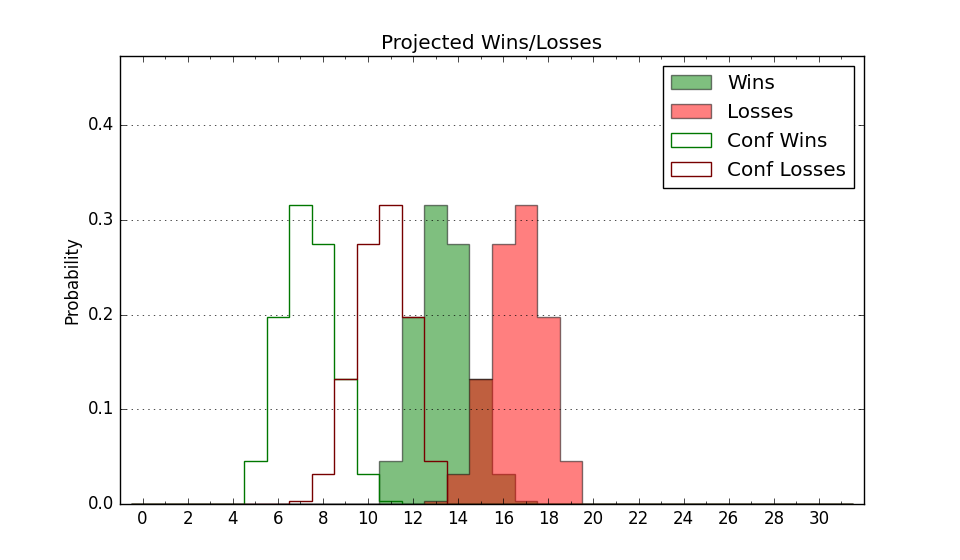 Projected Wins/Losses
Wins
Losses
Conf Wins
Conf Losses
Probability
0.4
0.3
0.2
0.1
0.0
0 2 4 6 8 10 12 14 16 18 20 22 24 26 28 30